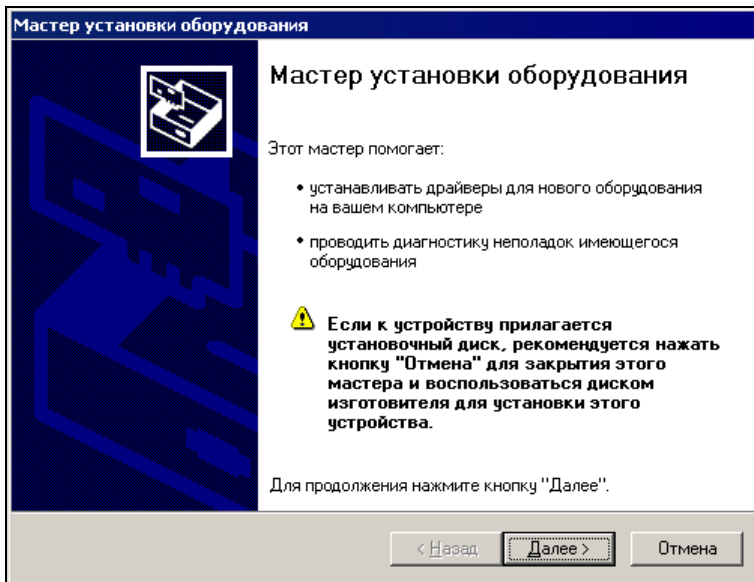 Мастер установки оборудования
Мастер установки оборудования
Этот мастер помогает:
• устанавливать драйверы для нового оборудования
на вашем компьютере
• проводить диагностику неполадок имеющегося
оборудования
Если к устройству прилагается
установочный диск, рекомендуется нажать
кнопку "Отмена" для закрытия этого
мастера и воспользоваться диском
изготовителя для установки этого
устройства.
Для продолжения нажмите кнопку "Далее".
< Назад Далее > Отмена